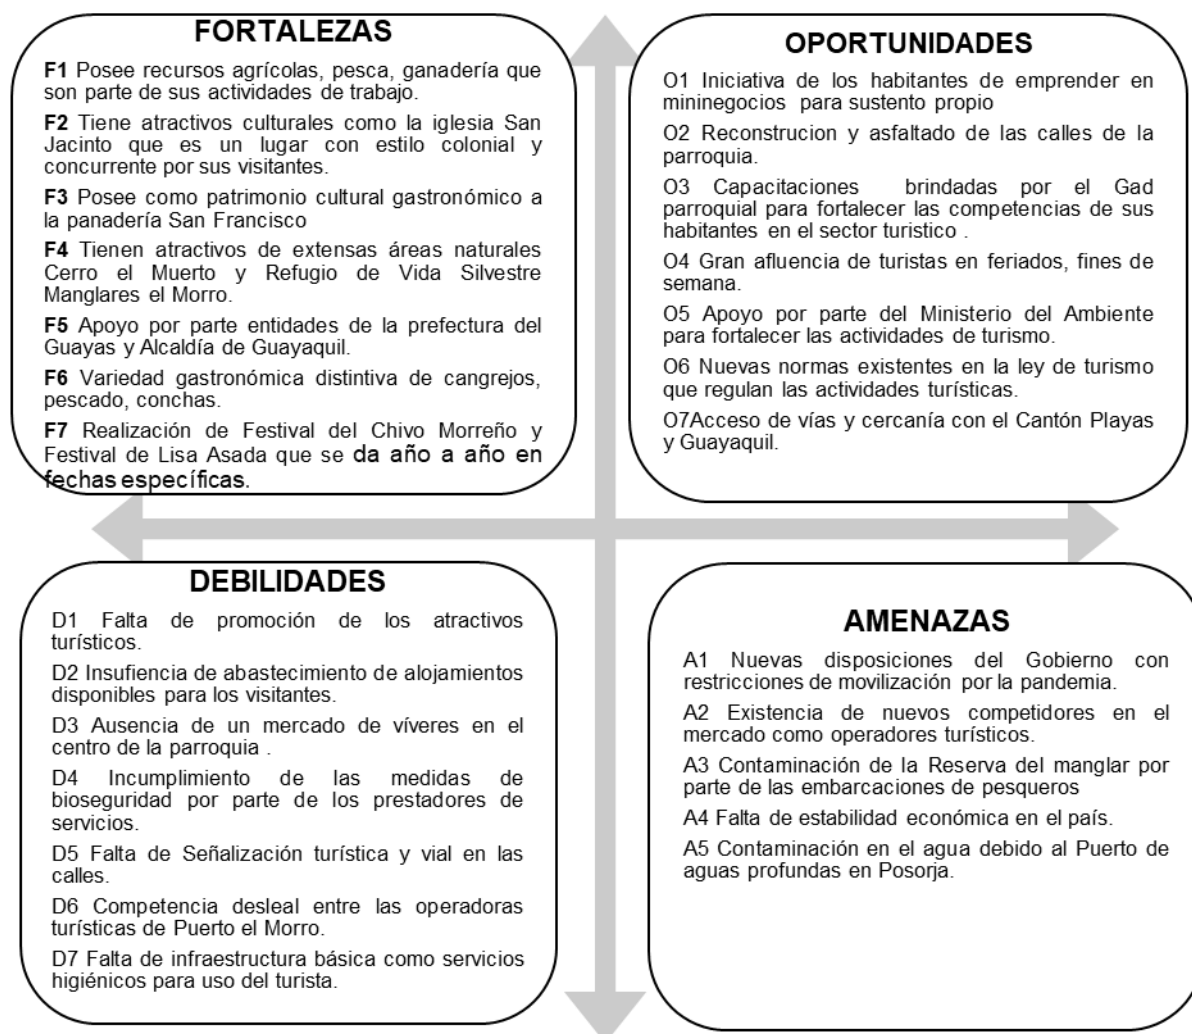 FORTALEZAS
F1 Posee recursos agrícolas, pesca, ganadería que
son parte de sus actividades de trabajo.
F2 Tiene atractivos culturales como la iglesia San
Jacinto que es un lugar con estilo colonial y
concurrente por sus visitantes.
F3 Posee como patrimonio cultural gastronómico a
la panadería San Francisco
F4 Tienen atractivos de extensas áreas naturales
Cerro el Muerto y Refugio de Vida Silvestre
Manglares el Morro.
F5 Apoyo por parte entidades de la prefectura del
Guayas y Alcaldía de Guayaquil.
F6 Variedad gastronómica distintiva de cangrejos,
pescado, conchas.
F7 Realización de Festival del Chivo Morreño y
Festival de Lisa Asada que se da año a año en
fechas específicas.
OPORTUNIDADES
O1 Iniciativa de los habitantes de emprender en
mininegocios para sustento propio
O2 Reconstrucion y asfaltado de las calles de la
parroquia.
O3 Capacitaciones brindadas por el Gad
parroquial para fortalecer las competencias de sus
habitantes en el sector turistico .
O4 Gran afluencia de turistas en feriados, fines de
semana.
O5 Apoyo por parte del Ministerio del Ambiente
para fortalecer las actividades de turismo.
O6 Nuevas normas existentes en la ley de turismo
que regulan las actividades turísticas.
O7Acceso de vías y cercanía con el Cantón Playas
y Guayaquil.
DEBILIDADES
D1 Falta de promoción de los atractivos
turísticos.
D2 Insufiencia de abastecimiento de alojamientos
disponibles para los visitantes.
D3 Ausencia de un mercado de víveres en el
centro de la parroquia .
D4 Incumplimiento de las medidas de
bioseguridad por parte de los prestadores de
servicios.
D5 Falta de Señalización turística y vial en las
calles.
D6 Competencia desleal entre las operadoras
turísticas de Puerto el Morro.
D7 Falta de infraestructura básica como servicios
higiénicos para uso del turista.
AMENAZAS
A1 Nuevas disposiciones del Gobierno con
restricciones de movilización por la pandemia.
A2 Existencia de nuevos competidores en el
mercado como operadores turísticos.
A3 Contaminación de la Reserva del manglar por
parte de las embarcaciones de pesqueros
A4 Falta de estabilidad económica en el país.
A5 Contaminación en el agua debido al Puerto de
aguas profundas en Posorja.